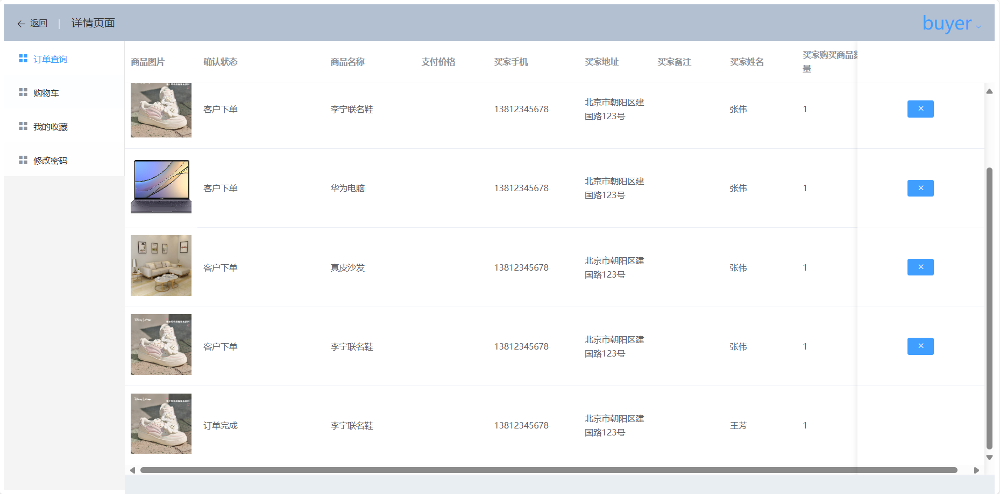 返回 | 详情页面
buyer
订单查询
购物车
我的收藏
修改密码
商品图片 确认状态 商品名称 支付价格 买家手机 买家地址 买家备注 买家姓名 买家购买商品数
量
客户下单 李宁联名鞋 13812345678 北京市朝阳区建
国路123号 张伟 1
客户下单 华为电脑 13812345678 北京市朝阳区建
国路123号 张伟 1
客户下单 真皮沙发 13812345678 北京市朝阳区建
国路123号 张伟 1
客户下单 李宁联名鞋 13812345678 北京市朝阳区建
国路123号 张伟 1
订单完成 李宁联名鞋 13812345678 北京市朝阳区建
国路123号 王芳 1